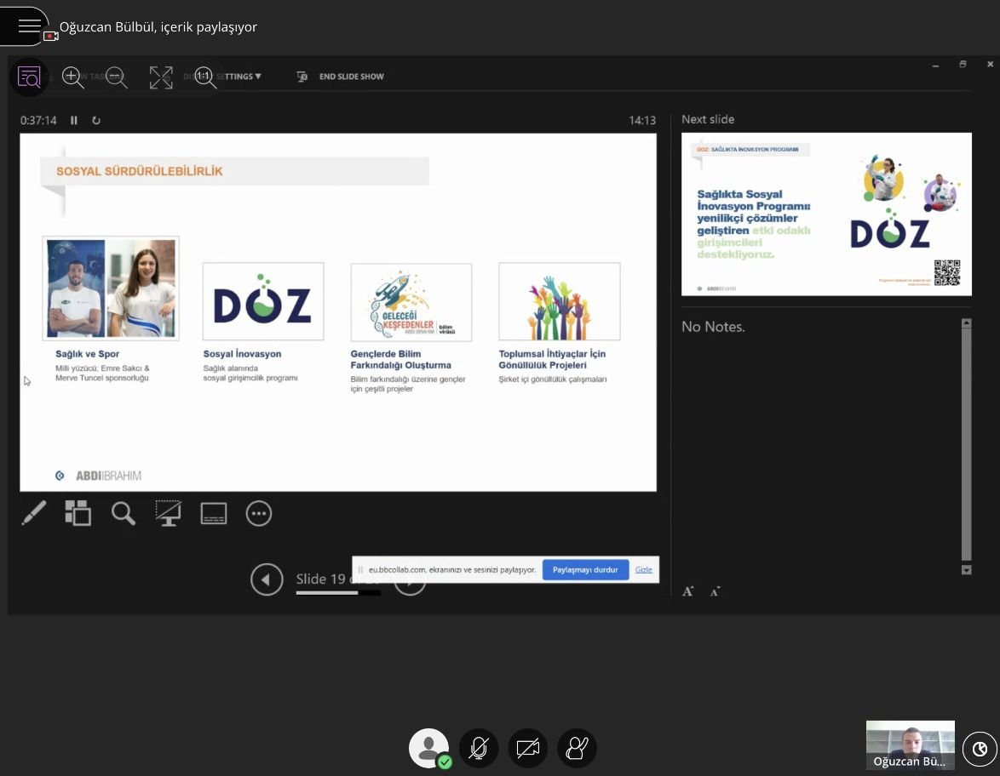 Oğuzcan Bülbül, içerik paylaşıyor
SETTINGS ▼
END SLIDE SHOW
0:37:14
14:13
SOSYAL SÜRDÜRÜLEBİLİRLİK
DOZ
GELECEĞİ
KEŞFEDENLER
ABDİ İBRAHİM
bilim
virüsü
Sağlık ve Spor
Milli yüzücü; Emre Sakcı &
Merve Tuncel sponsorluğu
Sosyal İnovasyon
Sağlık alanında
sosyal girişimcilik programı
Gençlerde Bilim
Farkındalığı Oluşturma
Bilim farkındalığı üzerine gençler
için çeşitli projeler
Toplumsal İhtiyaçlar İçin
Gönüllülük Projeleri
Şirket içi gönüllülük çalışmaları
ABDİİBRAHİM
Next slide
DOZ: SAĞLIKTA İNOVASYON PROGRAMI
Sağlıkta Sosyal
İnovasyon Programı:
yenilikçi çözümler
geliştiren etki odaklı
girişimcileri
destekliyoruz.
DOZ
ABDİİBRAHİM
No Notes.
eu.bbcollab.com, ekranınızı ve sesinizi paylaşıyor.
Paylaşmayı durdur
Gizle
Slide 19
A
A
Oğuzcan Bü...